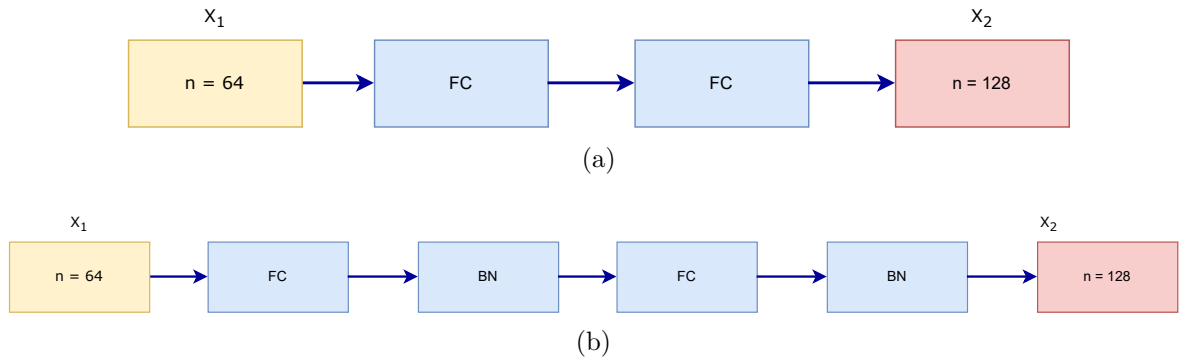 X₁ X₂
n = 64 FC FC n = 128
(a)
X₁ X₂
n = 64 FC BN FC BN n = 128
(b)